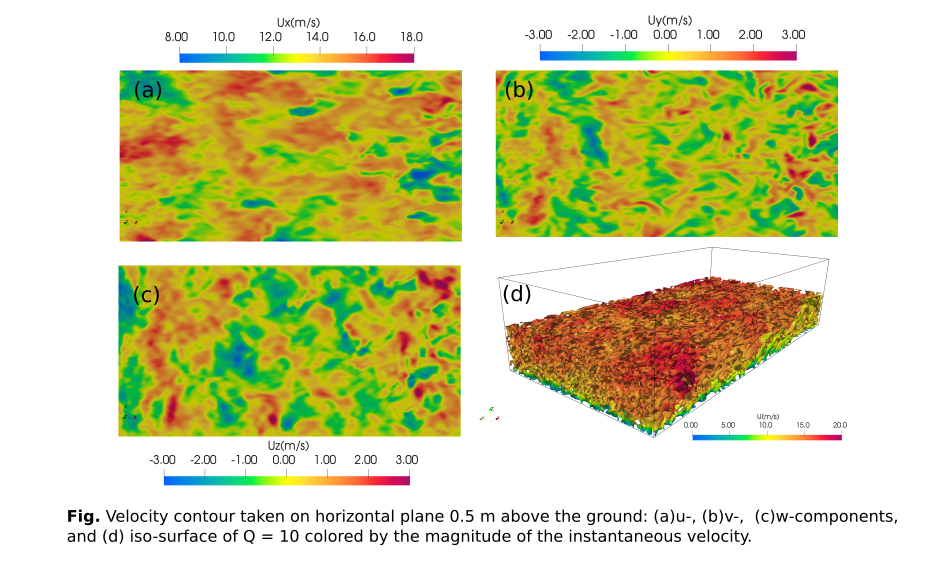 Ux(m/s)
8.00 10.0 12.0 14.0 16.0 18.0
(a)
Uy(m/s)
-3.00 -2.00 -1.00 0.00 1.00 2.00 3.00
(b)
(c)
Uz(m/s)
-3.00 -2.00 -1.00 0.00 1.00 2.00 3.00
(d)
U(m/s)
0.00 5.00 10.0 15.0 20.0
Fig. Velocity contour taken on horizontal plane 0.5 m above the ground: (a)u-, (b)v-, (c)w-components,
and (d) iso-surface of Q = 10 colored by the magnitude of the instantaneous velocity.